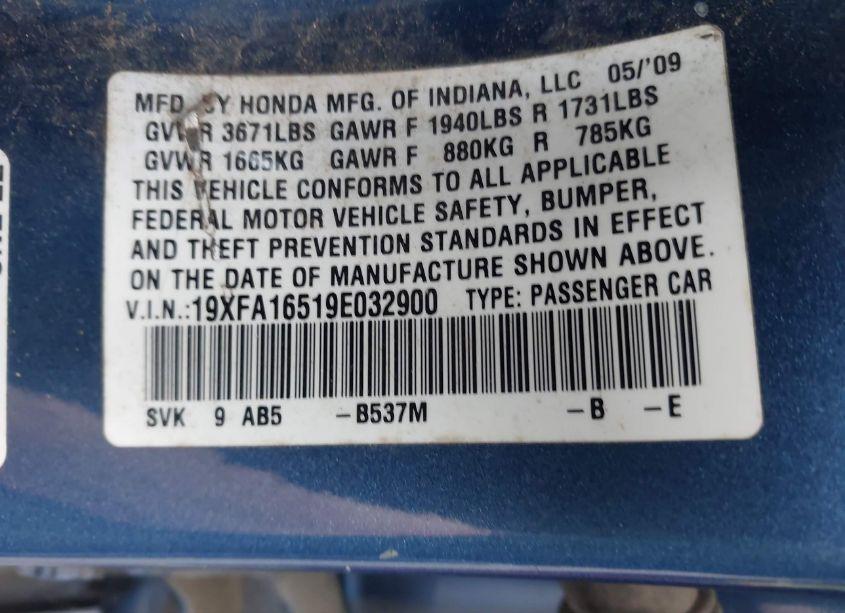 MFD BY HONDA MFG. OF INDIANA, LLC 05/'09
GVWR 3671LBS GAWR F 1940LBS R 1731LBS
GVWR 1665KG GAWR F 880KG R 785KG
THIS VEHICLE CONFORMS TO ALL APPLICABLE
FEDERAL MOTOR VEHICLE SAFETY, BUMPER,
AND THEFT PREVENTION STANDARDS IN EFFECT
ON THE DATE OF MANUFACTURE SHOWN ABOVE.
V.I.N.:19XFA16519E032900 TYPE: PASSENGER CAR
SVK 9 AB5 –B537M –B –E